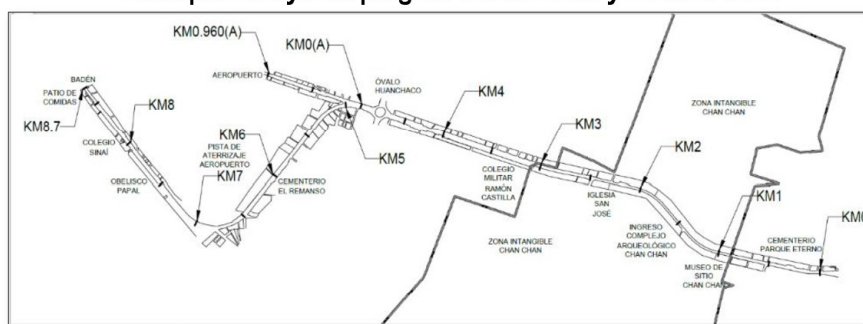 KM0.960(A)
KM0(A)
AEROPUERTO
ÓVALO
HUANCHACO
KM4
BADÉN
PATIO DE
COMIDAS
KM8
KM8.7
COLEGIO
SINAÍ
OBELISCO
PAPAL
KM6
PISTA DE
ATERRIZAJE
AEROPUERTO
KM5
CEMENTERIO
EL REMANSO
KM7
KM3
COLEGIO
MILITAR
RAMÓN
CASTILLA
ZONA INTANGIBLE
CHAN CHAN
KM2
IGLESIA
SAN
JOSÉ
ZONA INTANGIBLE
CHAN CHAN
INGRESO
COMPLEJO
ARQUEOLÓGICO
CHAN CHAN
KM1
MUSEO DE
SITIO
CHAN CHAN
CEMENTERIO
PARQUE ETERNO
KM0